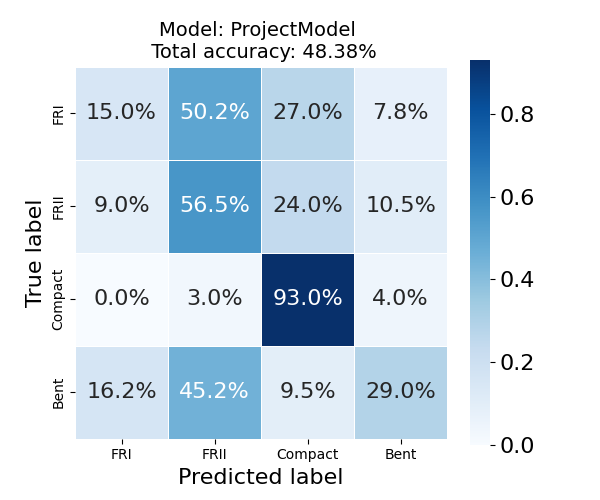 Model: ProjectModel
Total accuracy: 48.38%
True label
FRI
15.0% 50.2% 27.0% 7.8%
FRII
9.0% 56.5% 24.0% 10.5%
Compact
0.0% 3.0% 93.0% 4.0%
Bent
16.2% 45.2% 9.5% 29.0%
FRI FRII Compact Bent
Predicted label
0.8
0.6
0.4
0.2
0.0